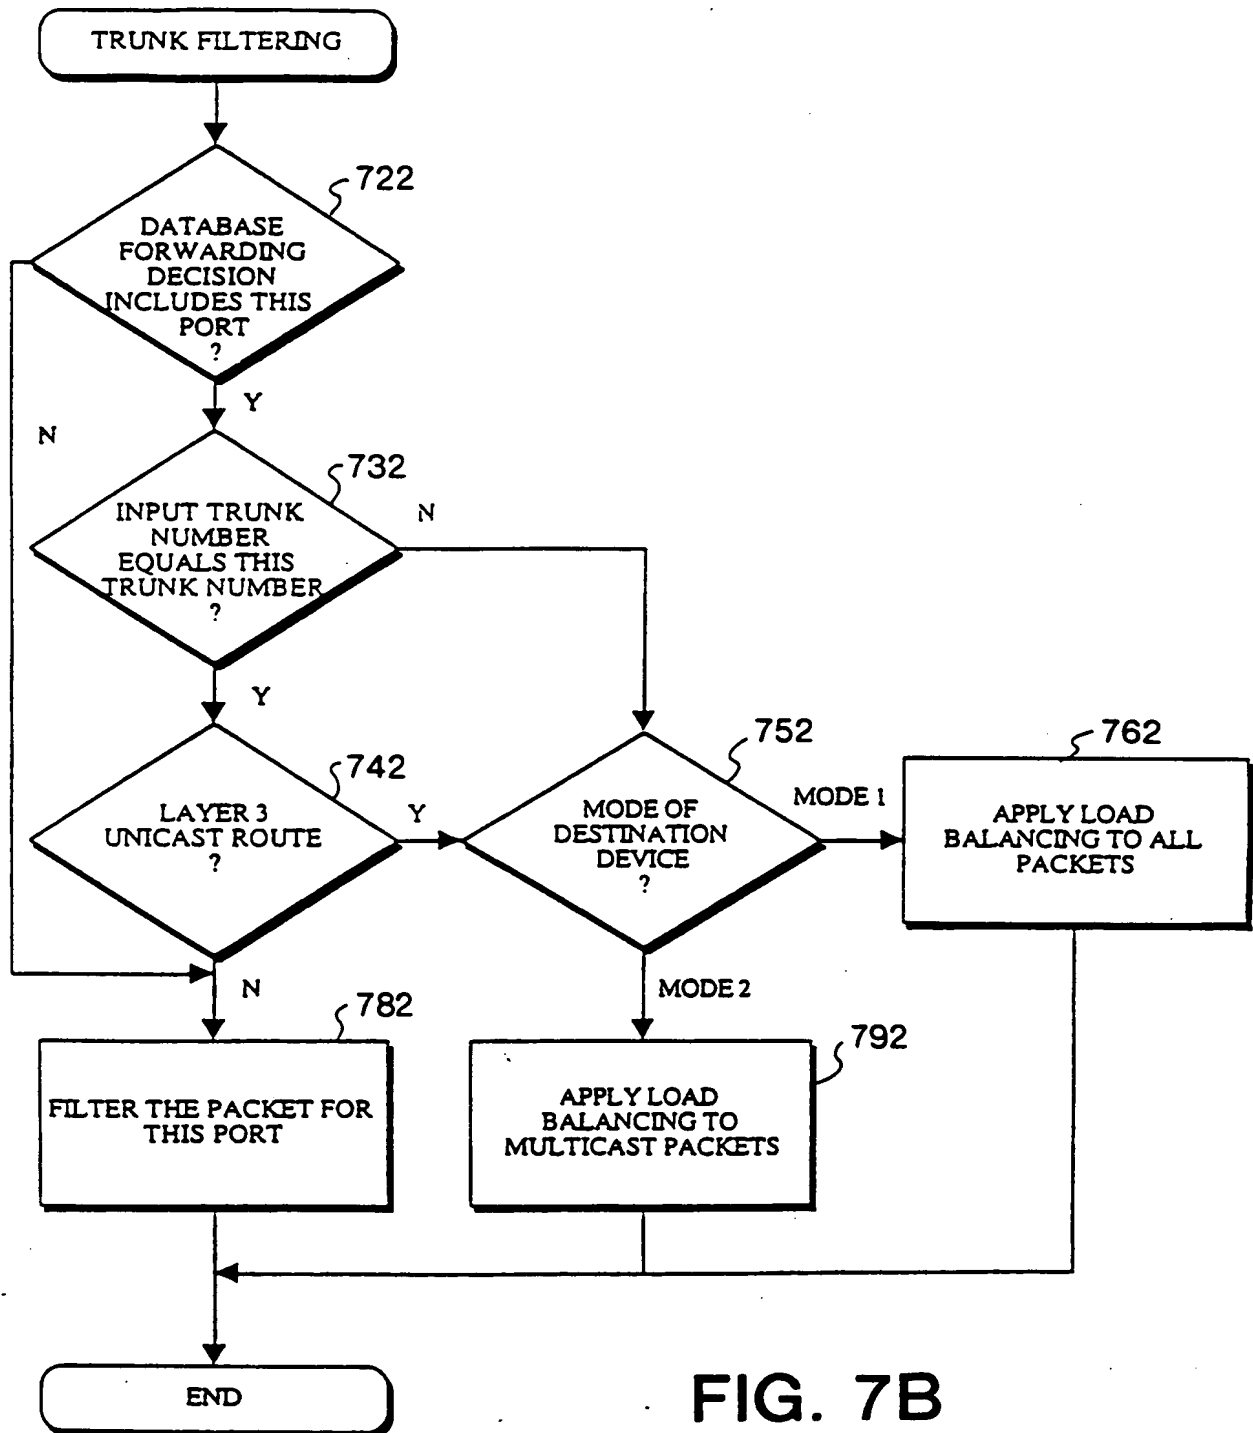 TRUNK FILTERING
722
DATABASE
FORWARDING
DECISION
INCLUDES THIS
PORT
?
Y
N
732
INPUT TRUNK
NUMBER
EQUALS THIS
TRUNK NUMBER
?
N
Y
742
LAYER 3
UNICAST ROUTE
?
Y
752
MODE OF
DESTINATION
DEVICE
?
MODE 1
762
APPLY LOAD
BALANCING TO ALL
PACKETS
N
MODE 2
782
FILTER THE PACKET FOR
THIS PORT
792
APPLY LOAD
BALANCING TO
MULTICAST PACKETS
END
FIG. 7B